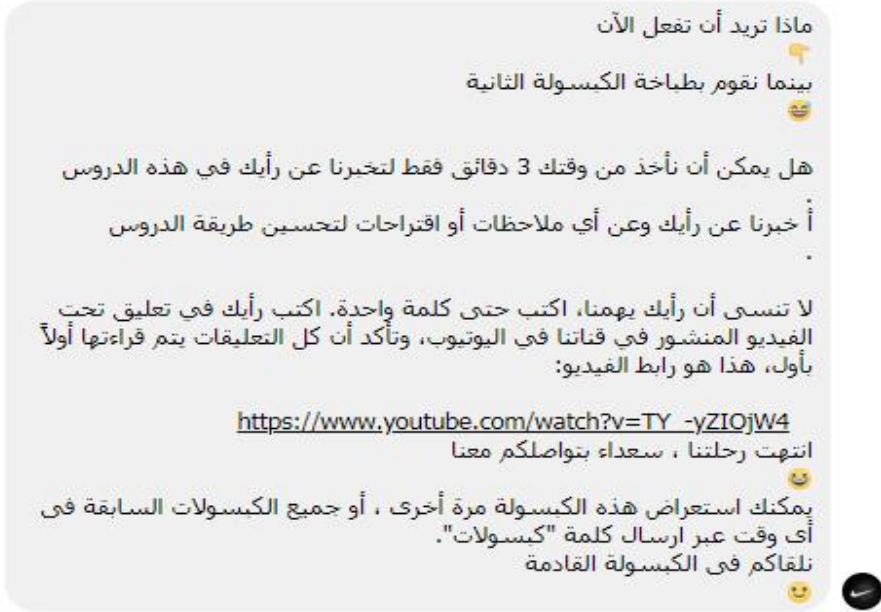 ماذا تريد أن تفعل الآن
👇
بينما نقوم بطباخة الكبسولة الثانية
😅
هل يمكن أن نأخذ من وقتك 3 دقائق فقط لتخبرنا عن رأيك في هذه الدروس
.
أ خبرنا عن رأيك وعن أي ملاحظات أو اقتراحات لتحسين طريقة الدروس
.
لا تنسى أن رأيك يهمنا، اكتب حتى كلمة واحدة. اكتب رأيك في تعليق تحت
الفيديو المنشور في قناتنا في اليوتيوب، وتأكد أن كل التعليقات يتم قراءتها أولاً
بأول، هذا هو رابط الفيديو:
https://www.youtube.com/watch?v=TY_-yZIOjW4
انتهت رحلتنا ، سعداء بتواصلكم معنا
😀
يمكنك استعراض هذه الكبسولة مرة أخرى ، أو جميع الكبسولات السابقة فى
أى وقت عبر ارسال كلمة "كبسولات".
نلقاكم فى الكبسولة القادمة
🙂